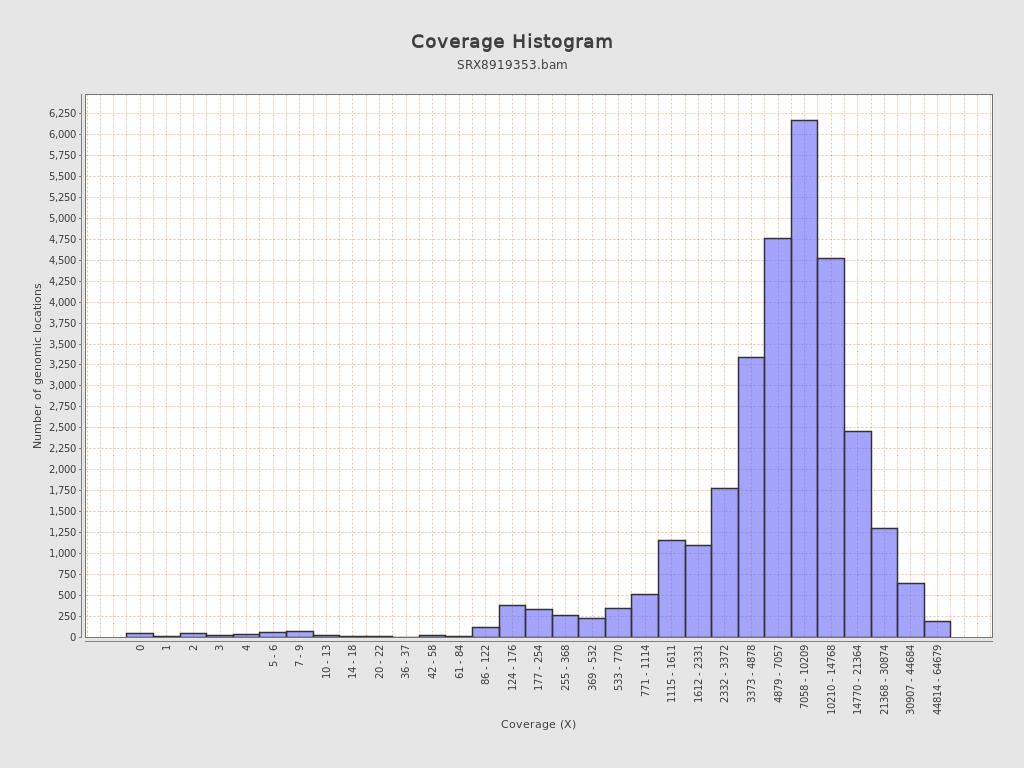 Coverage Histogram
SRX8919353.bam
Number of genomic locations
6,250
6,000
5,750
5,500
5,250
5,000
4,750
4,500
4,250
4,000
3,750
3,500
3,250
3,000
2,750
2,500
2,250
2,000
1,750
1,500
1,250
1,000
750
500
250
0
0
1
2
3
4
5 - 6
7 - 9
10 - 13
14 - 18
20 - 22
36 - 37
42 - 58
61 - 84
86 - 122
124 - 176
177 - 254
255 - 368
369 - 532
533 - 770
771 - 1114
1115 - 1611
1612 - 2331
2332 - 3372
3373 - 4878
4879 - 7057
7058 - 10209
10210 - 14768
14770 - 21364
21368 - 30874
30907 - 44684
44814 - 64679
Coverage (X)